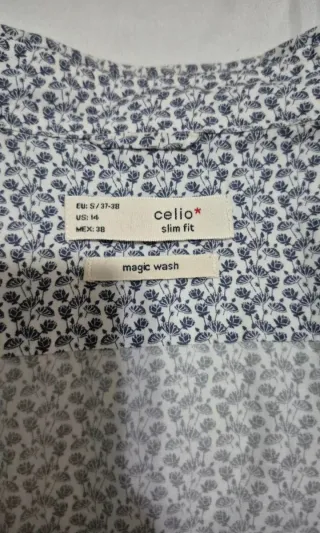 EU: S/37-38
US: 14
MEX: 38
celio*
slim fit
magic wash